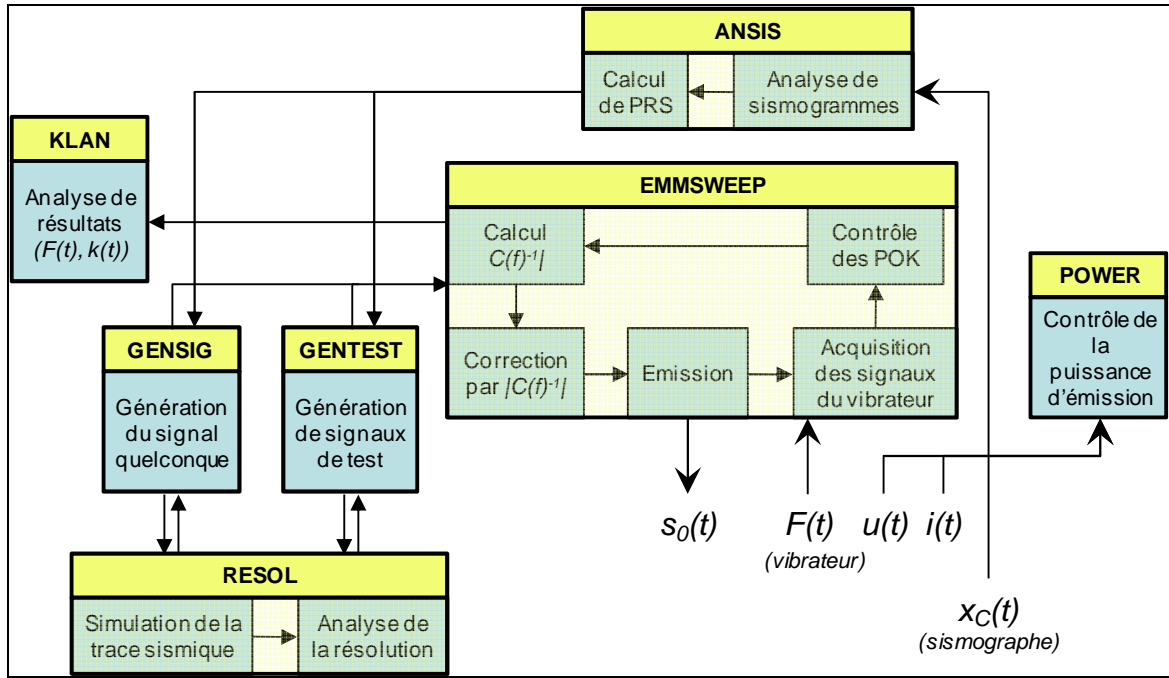 ANSIS
Calcul
de PRS
Analyse de
sismogrammes
KLAN
Analyse de
résultats
(F(t), k(t))
EMMSWEEP
Calcul
C(f)⁻¹|
Contrôle
des POK
Correction
par |C(f)⁻¹|
Emission
Acquisition
des signaux
du vibrateur
POWER
Contrôle de
la
puissance
d'émission
GENSIG
Génération
du signal
quelconque
GENTEST
Génération
de signaux
de test
s₀(t)
F(t)
(vibrateur)
u(t)
i(t)
RESOL
Simulation de la
trace sismique
Analyse de
la résolution
x_C(t)
(sismographe)